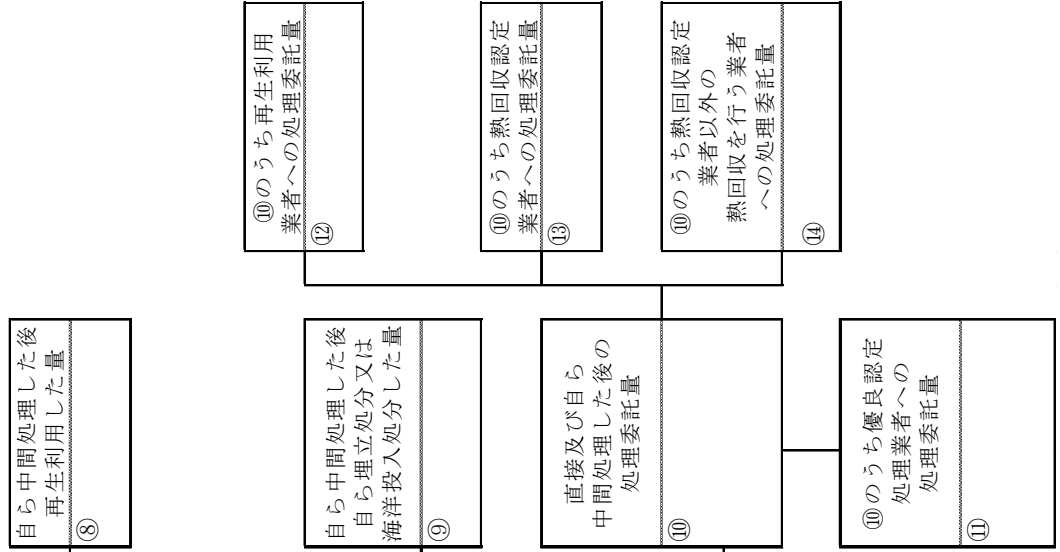 自ら中間処理した後
再生利用した量
⑧
自ら中間処理した後
自ら埋立処分又は
海洋投入処分した量
⑨
直接及び自ら
中間処理した後の
処理委託量
⑩
⑩のうち優良認定
処理業者への
処理委託量
⑪
⑩のうち再生利用
業者への処理委託量
⑫
⑩のうち熱回収認定
業者への処理委託量
⑬
⑩のうち熱回収認定
業者以外の
熱回収を行う業者
への処理委託量
⑭